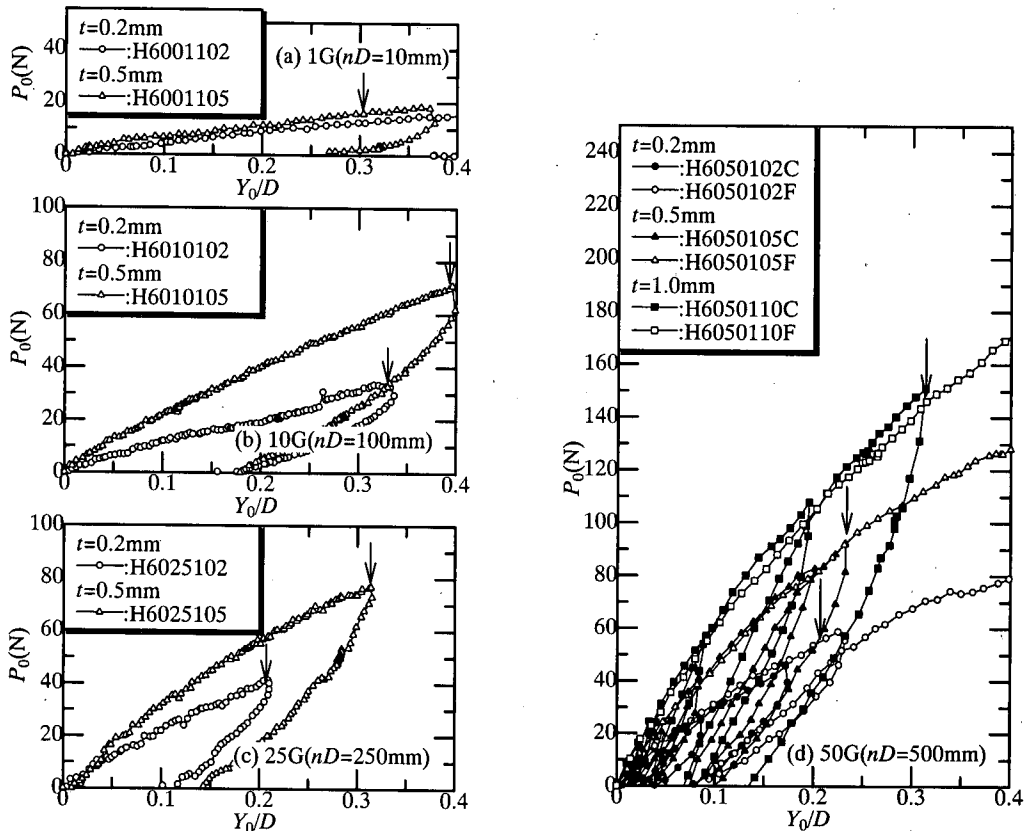 t=0.2mm
:H6001102
t=0.5mm
:H6001105
(a) 1G(nD=10mm)
P₀(N)
40
20
0
0
0.1
0.2
0.3
0.4
Y₀/D
t=0.2mm
:H6010102
t=0.5mm
:H6010105
(b) 10G(nD=100mm)
P₀(N)
100
80
60
40
20
0
0
0.1
0.2
0.3
0.4
Y₀/D
t=0.2mm
:H6025102
t=0.5mm
:H6025105
(c) 25G(nD=250mm)
P₀(N)
100
80
60
40
20
0
0
0.1
0.2
0.3
0.4
Y₀/D
t=0.2mm
:H6050102C
:H6050102F
t=0.5mm
:H6050105C
:H6050105F
t=1.0mm
:H6050110C
:H6050110F
(d) 50G(nD=500mm)
P₀(N)
240
220
200
180
160
140
120
100
80
60
40
20
0
0
0.1
0.2
0.3
0.4
Y₀/D